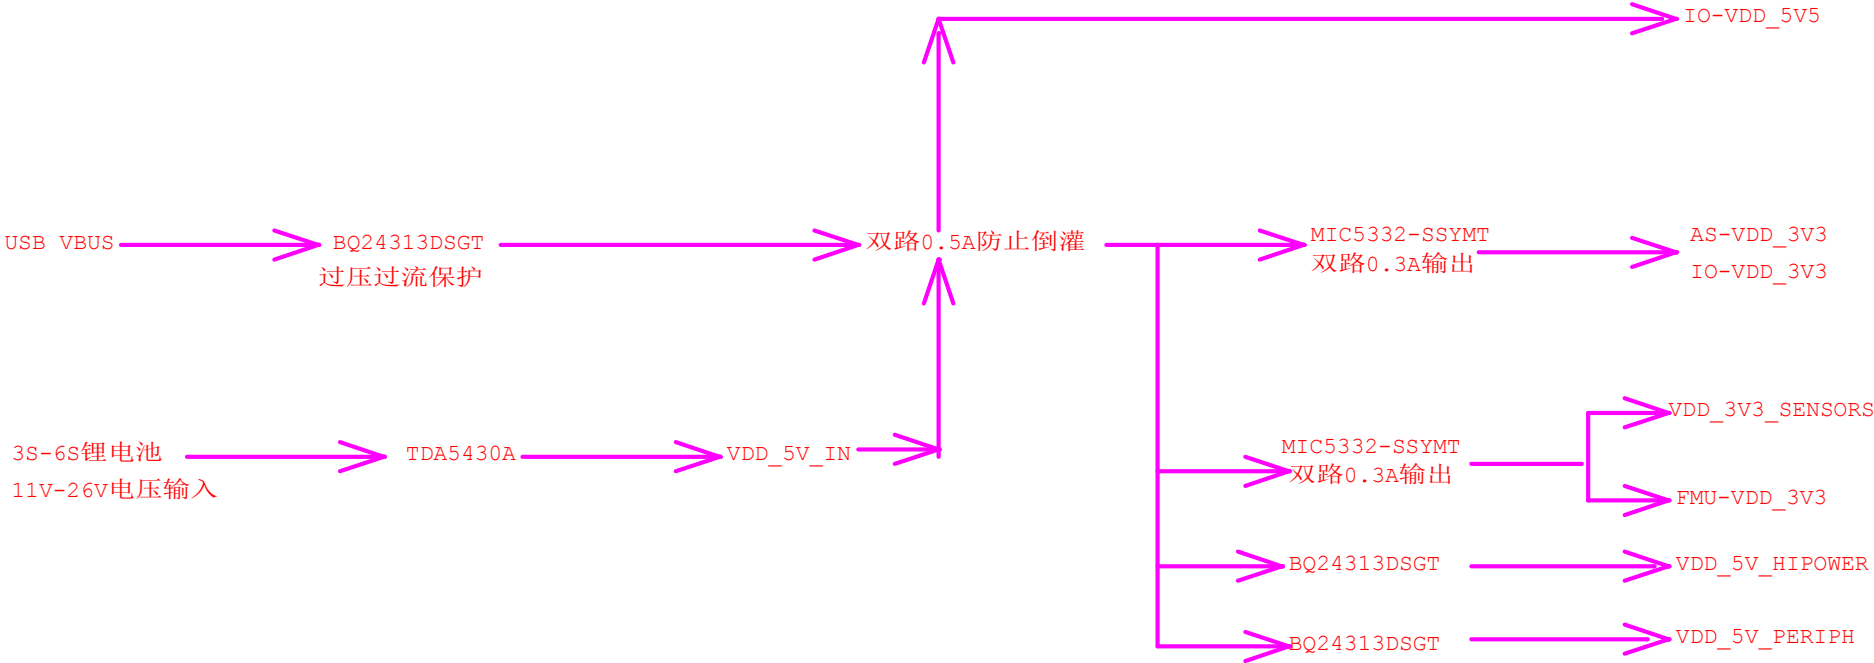 IO-VDD_5V5
USB VBUS
BQ24313DSGT
过压过流保护
双路0.5A防止倒灌
MIC5332-SSYMT
双路0.3A输出
AS-VDD_3V3
IO-VDD_3V3
3S-6S锂电池
11V-26V电压输入
TDA5430A
VDD_5V_IN
MIC5332-SSYMT
双路0.3A输出
VDD_3V3_SENSORS
FMU-VDD_3V3
BQ24313DSGT
VDD_5V_HIPOWER
BQ24313DSGT
VDD_5V_PERIPH